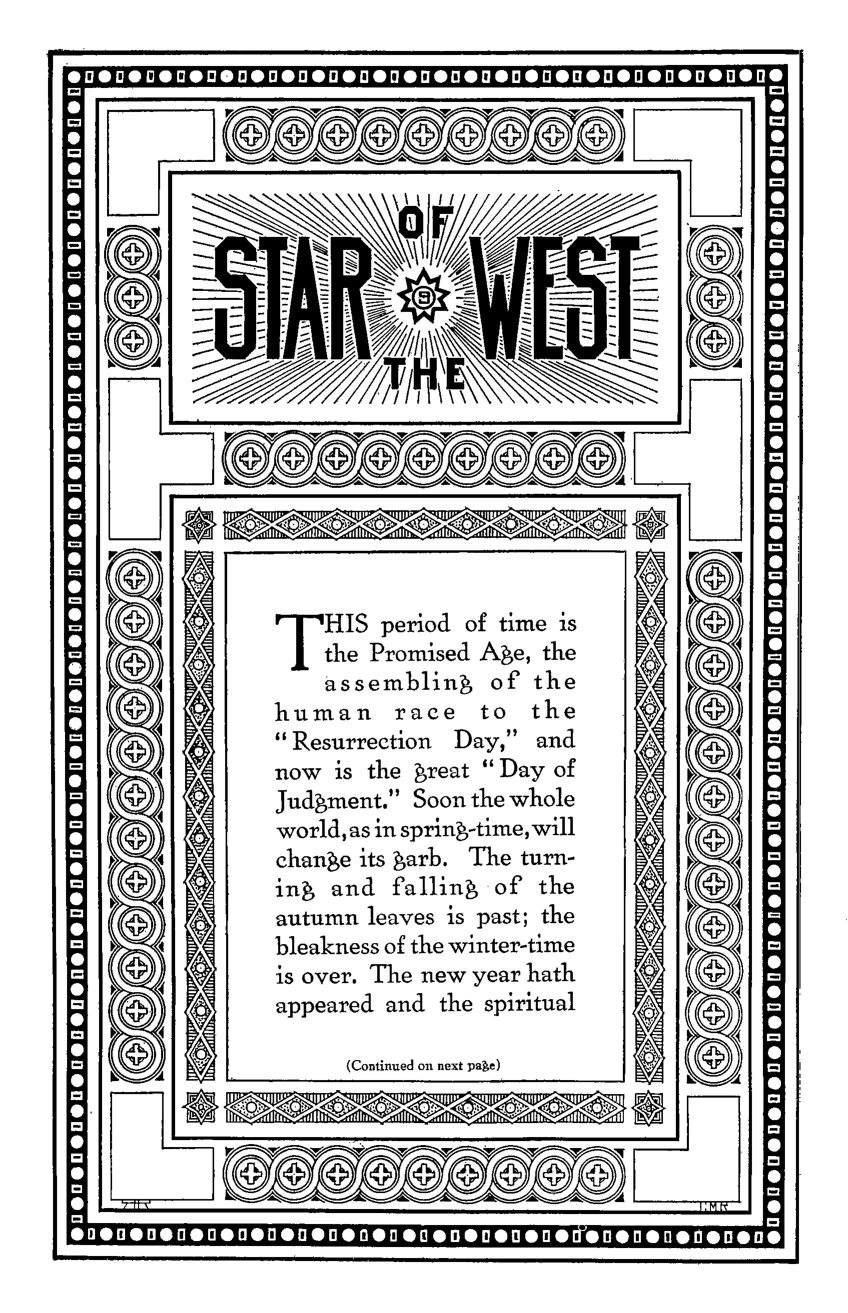 STAR OF THE WEST
9
THIS period of time is
the Promised Age, the
assembling of the
human race to the
“Resurrection Day,” and
now is the great “Day of
Judgment.” Soon the whole
world, as in spring-time, will
change its garb. The turn-
ing and falling of the
autumn leaves is past; the
bleakness of the winter-time
is over. The new year hath
appeared and the spiritual
(Continued on next page)